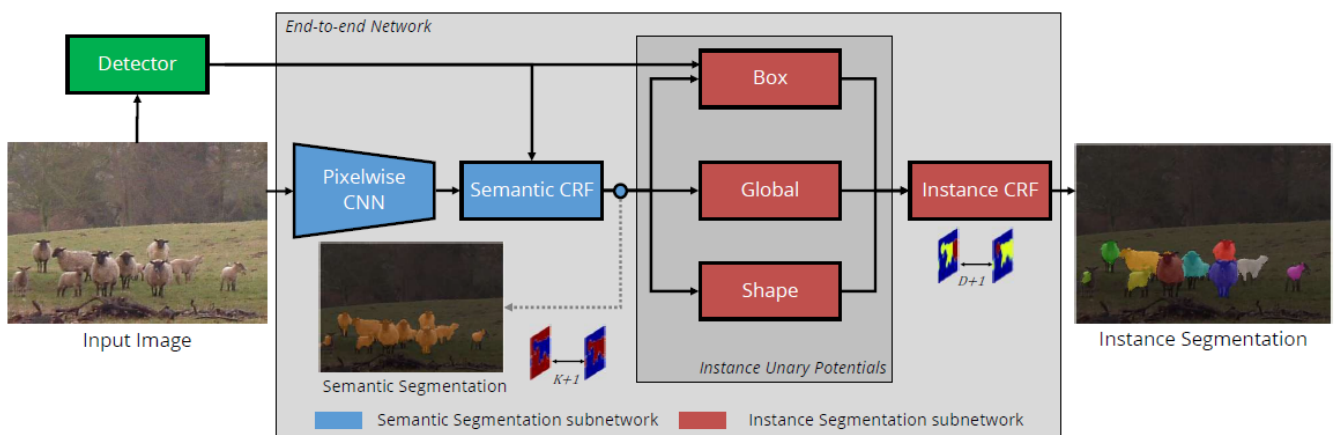 End-to-end Network
Detector
Box
Pixelwise
CNN
Semantic CRF
Global
Instance CRF
Shape
D+1
K+1
Input Image
Semantic Segmentation
Instance Unary Potentials
Instance Segmentation
Semantic Segmentation subnetwork
Instance Segmentation subnetwork